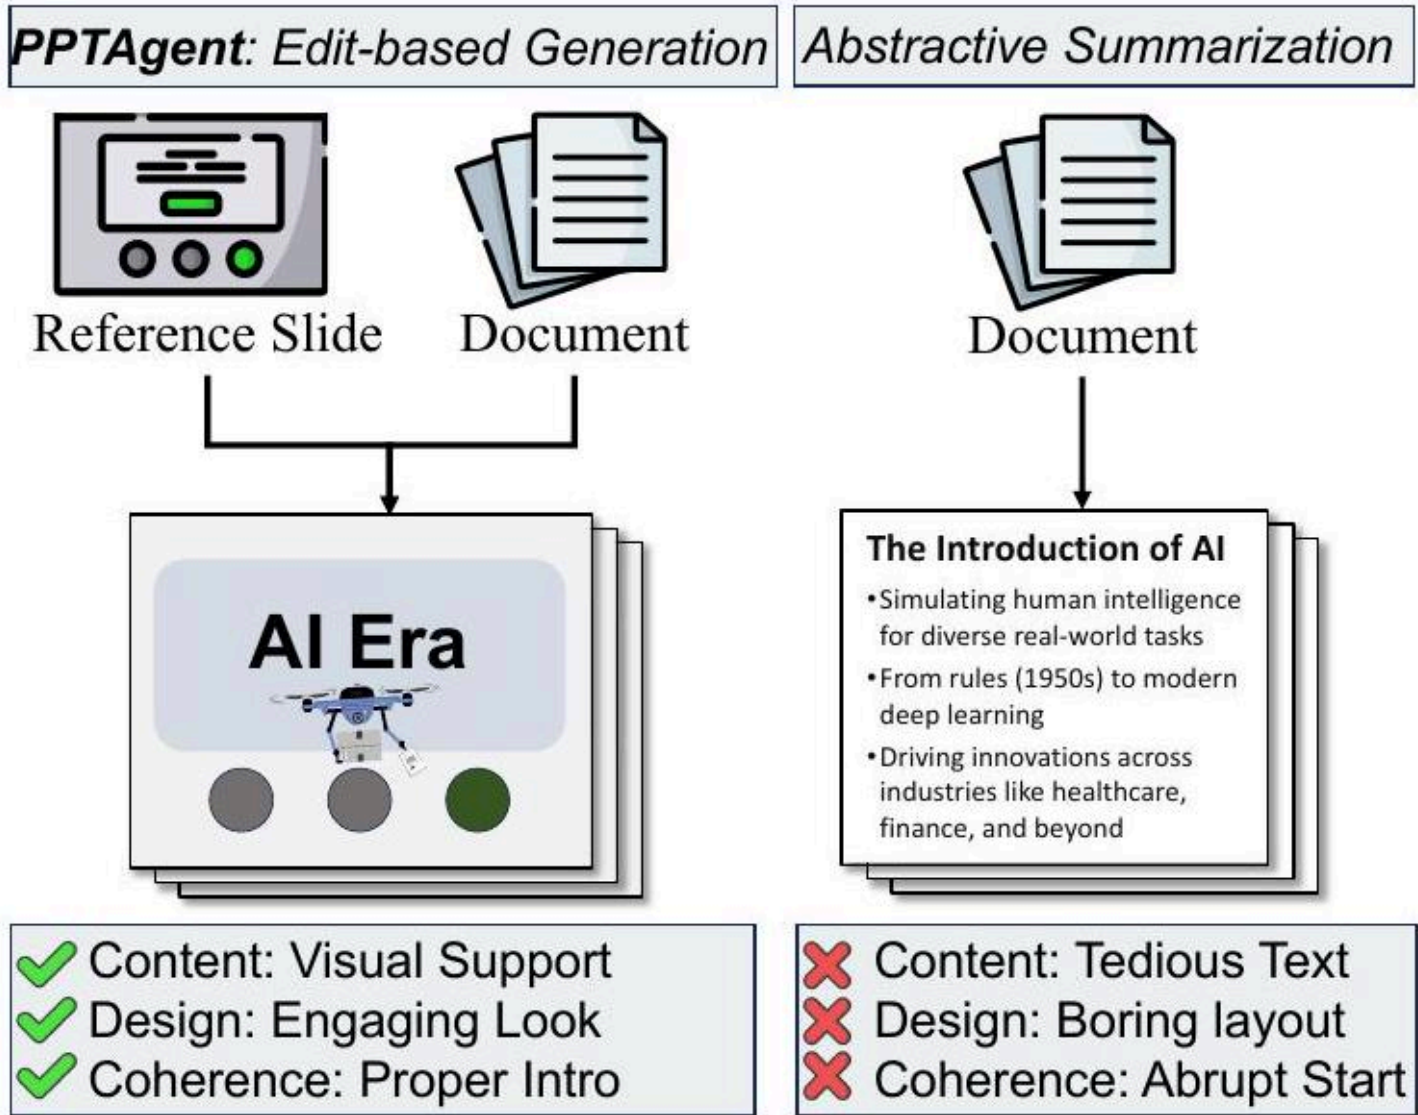 PPTAgent: Edit-based Generation
Abstractive Summarization
Reference Slide
Document
Document
AI Era
The Introduction of AI
•Simulating human intelligence
for diverse real-world tasks
•From rules (1950s) to modern
deep learning
•Driving innovations across
industries like healthcare,
finance, and beyond
Content: Visual Support
Design: Engaging Look
Coherence: Proper Intro
Content: Tedious Text
Design: Boring layout
Coherence: Abrupt Start